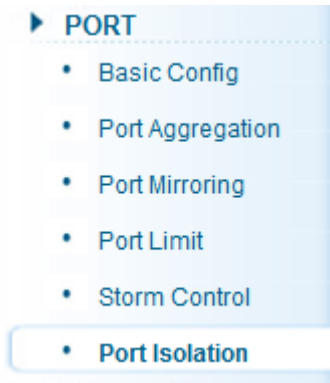 PORT
Basic Config
Port Aggregation
Port Mirroring
Port Limit
Storm Control
Port Isolation